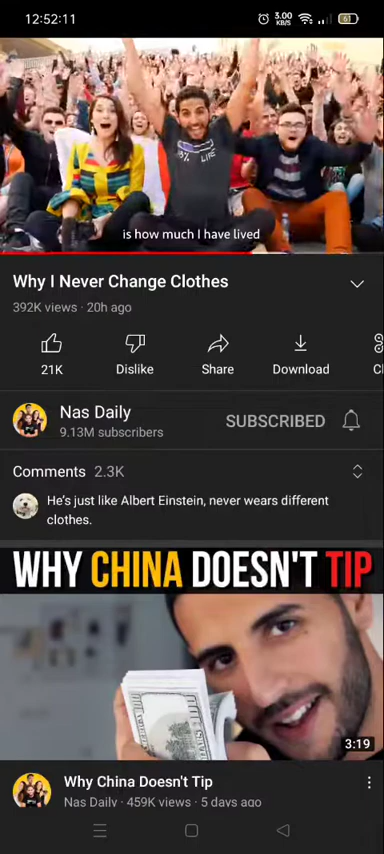 12:52:11
3.00
KB/S
61
LIFE
is how much I have lived
Why I Never Change Clothes
392K views · 20h ago
21K
Dislike
Share
Download
Nas Daily
9.13M subscribers
SUBSCRIBED
Comments 2.3K
He's just like Albert Einstein, never wears different
clothes.
WHY CHINA DOESN'T TIP
3:19
Why China Doesn't Tip
Nas Daily · 459K views · 5 days ago